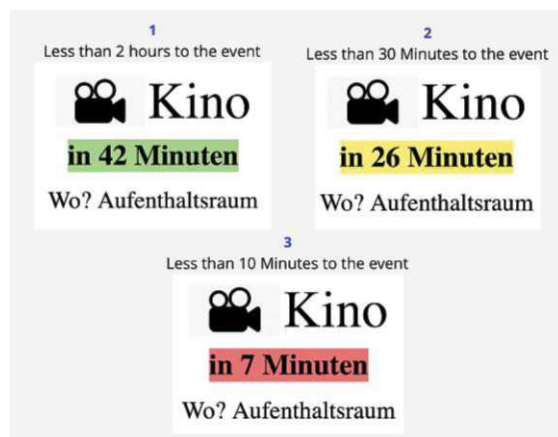 1
Less than 2 hours to the event
Kino
in 42 Minuten
Wo? Aufenthaltsraum
2
Less than 30 Minutes to the event
Kino
in 26 Minuten
Wo? Aufenthaltsraum
3
Less than 10 Minutes to the event
Kino
in 7 Minuten
Wo? Aufenthaltsraum